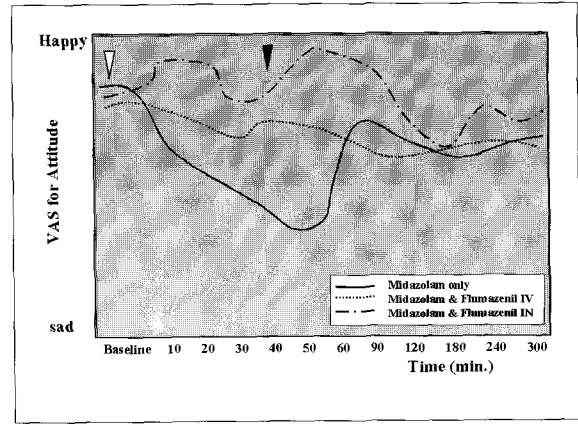 Happy
VAS for Attitude
sad
Midazolam only
Midazolam & Flumazenil IV
Midazolam & Flumazenil IN
Baseline 10 20 30 40 50 60 90 120 180 240 300
Time (min.)